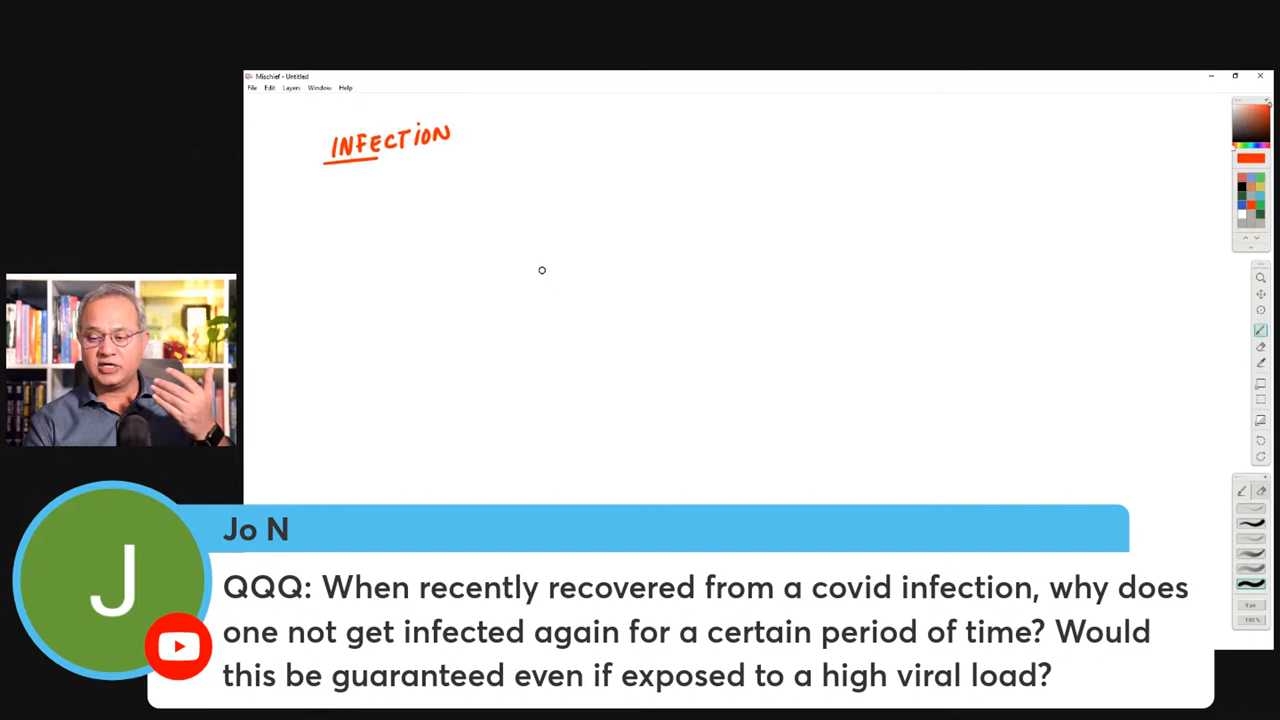 Mischief - Untitled
File Edit Layers Window Help
INFECTION
J
Jo N
QQQ: When recently recovered from a covid infection, why does
one not get infected again for a certain period of time? Would
this be guaranteed even if exposed to a high viral load?